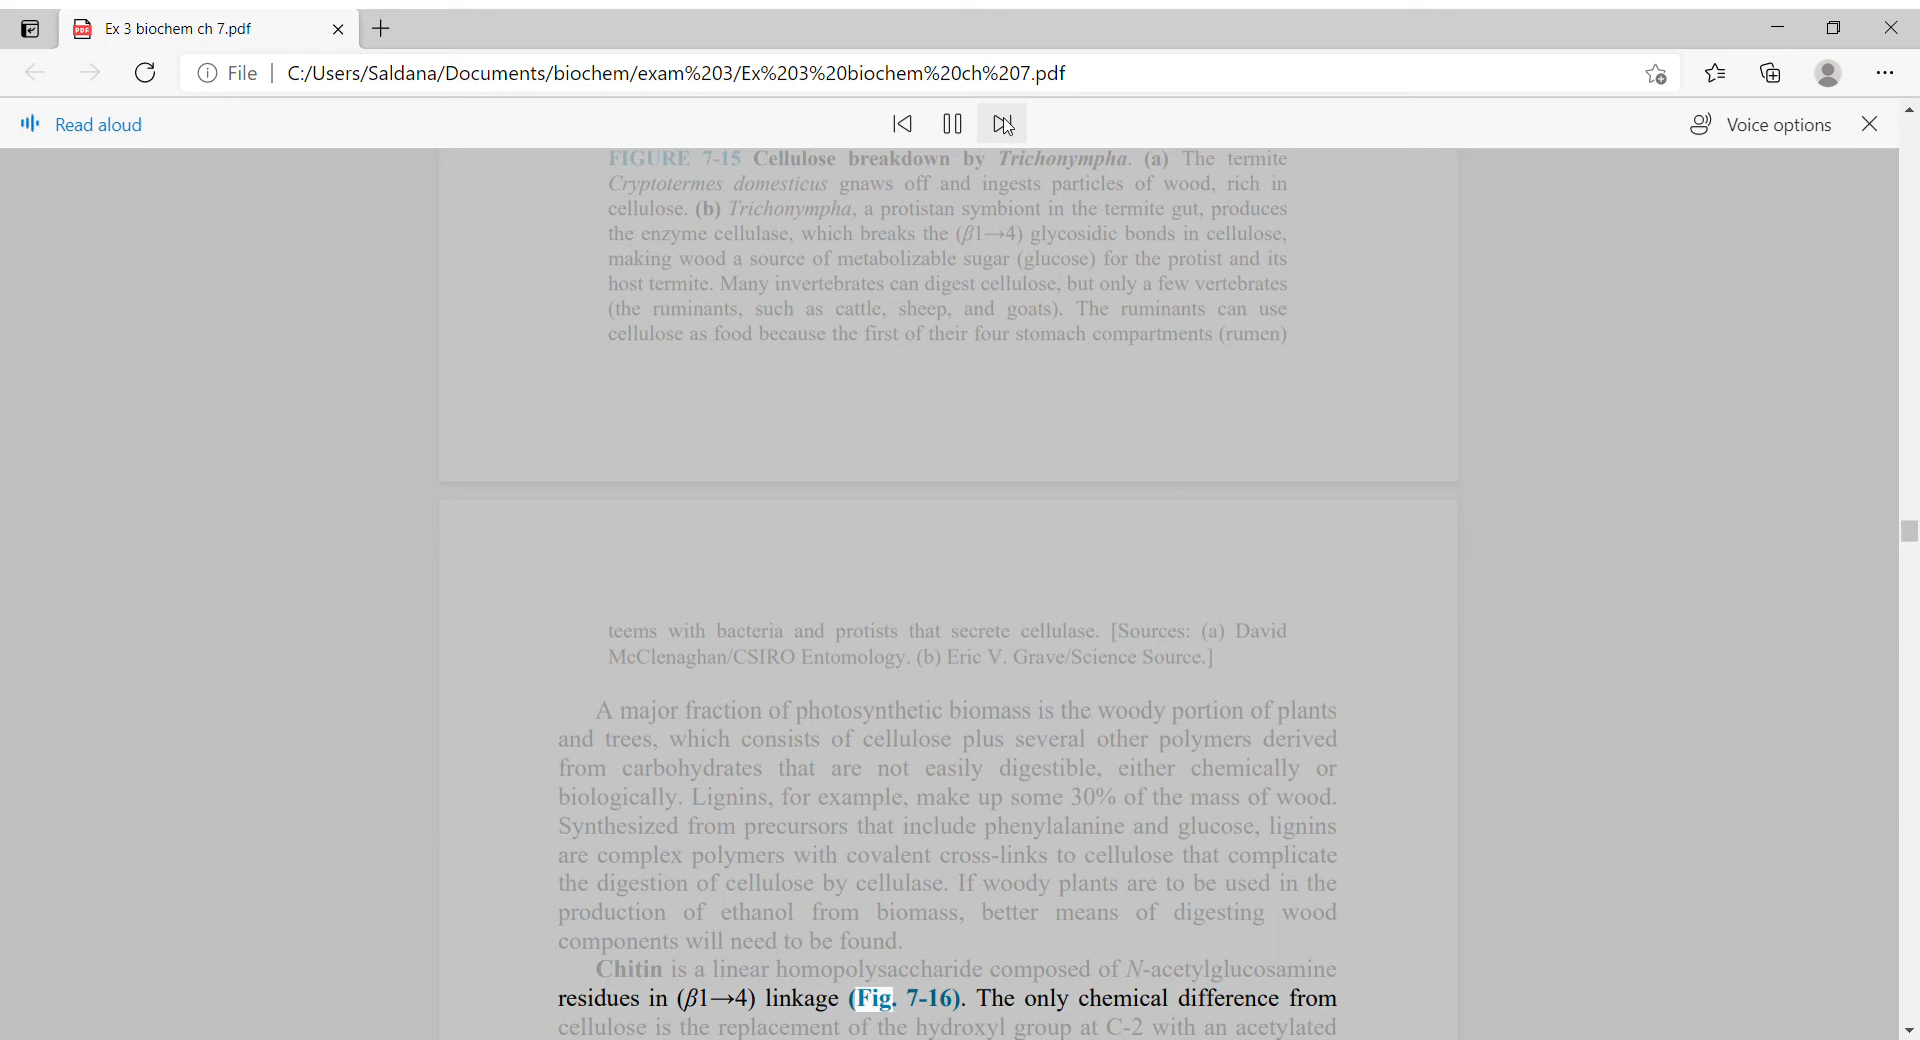 Ex 3 biochem ch 7.pdf
File | C:/Users/Saldana/Documents/biochem/exam%203/Ex%203%20biochem%20ch%207.pdf
Read aloud
Voice options
FIGURE 7-15 Cellulose breakdown by Trichonympha. (a) The termite
Cryptotermes domesticus gnaws off and ingests particles of wood, rich in
cellulose. (b) Trichonympha, a protistan symbiont in the termite gut, produces
the enzyme cellulase, which breaks the (β1→4) glycosidic bonds in cellulose,
making wood a source of metabolizable sugar (glucose) for the protist and its
host termite. Many invertebrates can digest cellulose, but only a few vertebrates
(the ruminants, such as cattle, sheep, and goats). The ruminants can use
cellulose as food because the first of their four stomach compartments (rumen)
teems with bacteria and protists that secrete cellulase. [Sources: (a) David
McClenaghan/CSIRO Entomology. (b) Eric V. Grave/Science Source.]
A major fraction of photosynthetic biomass is the woody portion of plants
and trees, which consists of cellulose plus several other polymers derived
from carbohydrates that are not easily digestible, either chemically or
biologically. Lignins, for example, make up some 30% of the mass of wood.
Synthesized from precursors that include phenylalanine and glucose, lignins
are complex polymers with covalent cross-links to cellulose that complicate
the digestion of cellulose by cellulase. If woody plants are to be used in the
production of ethanol from biomass, better means of digesting wood
components will need to be found.
Chitin is a linear homopolysaccharide composed of N-acetylglucosamine
residues in (β1→4) linkage (Fig. 7-16). The only chemical difference from
cellulose is the replacement of the hydroxyl group at C-2 with an acetylated